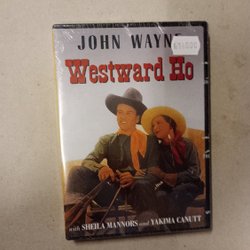 JOHN WAYNE
Westward Ho
with SHEILA MANNORS and YAKIMA CANUTT